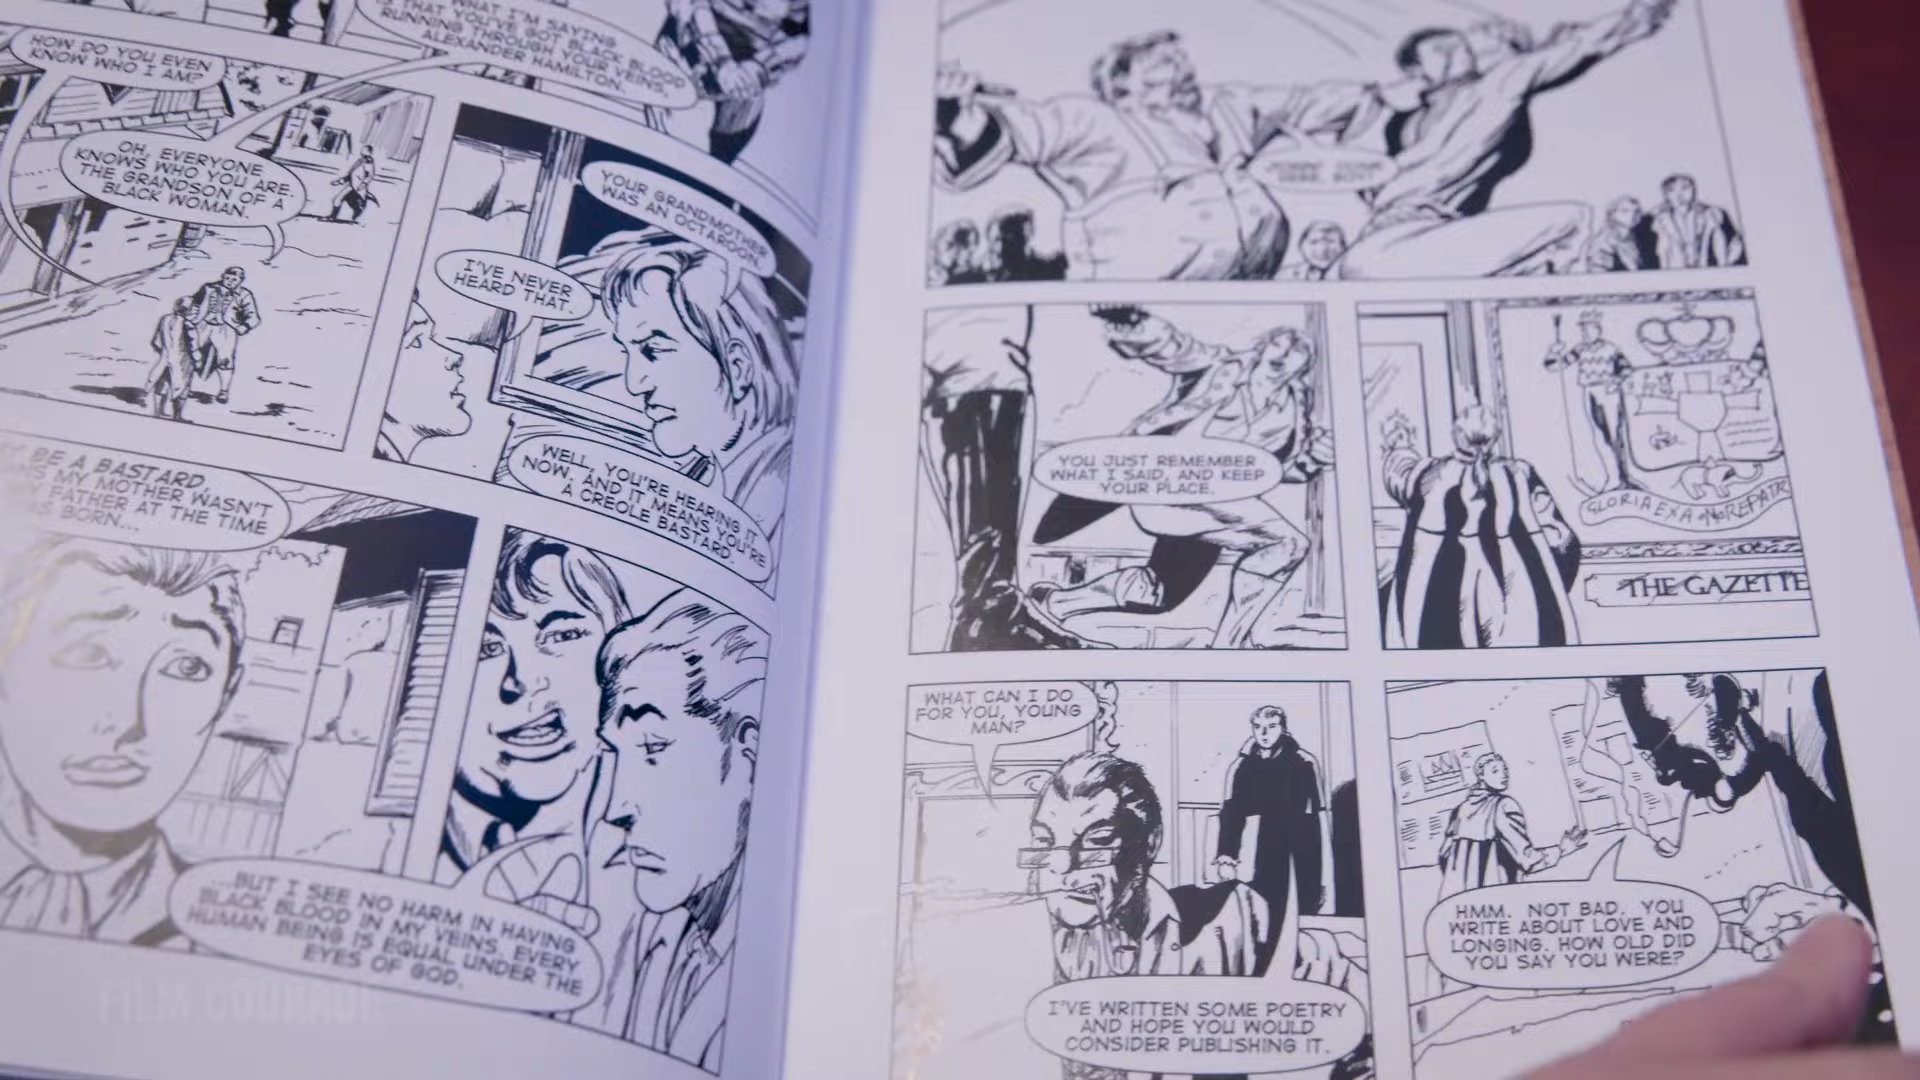 WHAT I'M SAYING
IS THAT YOU'VE GOT BLACK BLOOD
RUNNING THROUGH YOUR VEINS,
ALEXANDER HAMILTON.
HOW DO YOU EVEN
KNOW WHO I AM?
OH, EVERYONE
KNOWS WHO YOU ARE.
THE GRANDSON OF A
BLACK WOMAN.
YOUR GRANDMOTHER
WAS AN OCTAROON.
I'VE NEVER
HEARD THAT.
WELL, YOU'RE HEARING IT
NOW. AND IT MEANS YOU'RE
A CREOLE BASTARD.
BE A BASTARD,
MY MOTHER WASN'T
FATHER AT THE TIME
BORN...
...BUT I SEE NO HARM IN HAVING
BLACK BLOOD IN MY VEINS. EVERY
HUMAN BEING IS EQUAL UNDER THE
EYES OF GOD.
FILM COURAGE
YOU JUST REMEMBER
WHAT I SAID, AND KEEP
YOUR PLACE.
THE GAZETTE
WHAT CAN I DO
FOR YOU, YOUNG
MAN?
I'VE WRITTEN SOME POETRY
AND HOPE YOU WOULD
CONSIDER PUBLISHING IT.
HMM. NOT BAD. YOU
WRITE ABOUT LOVE AND
LONGING. HOW OLD DID
YOU SAY YOU WERE?